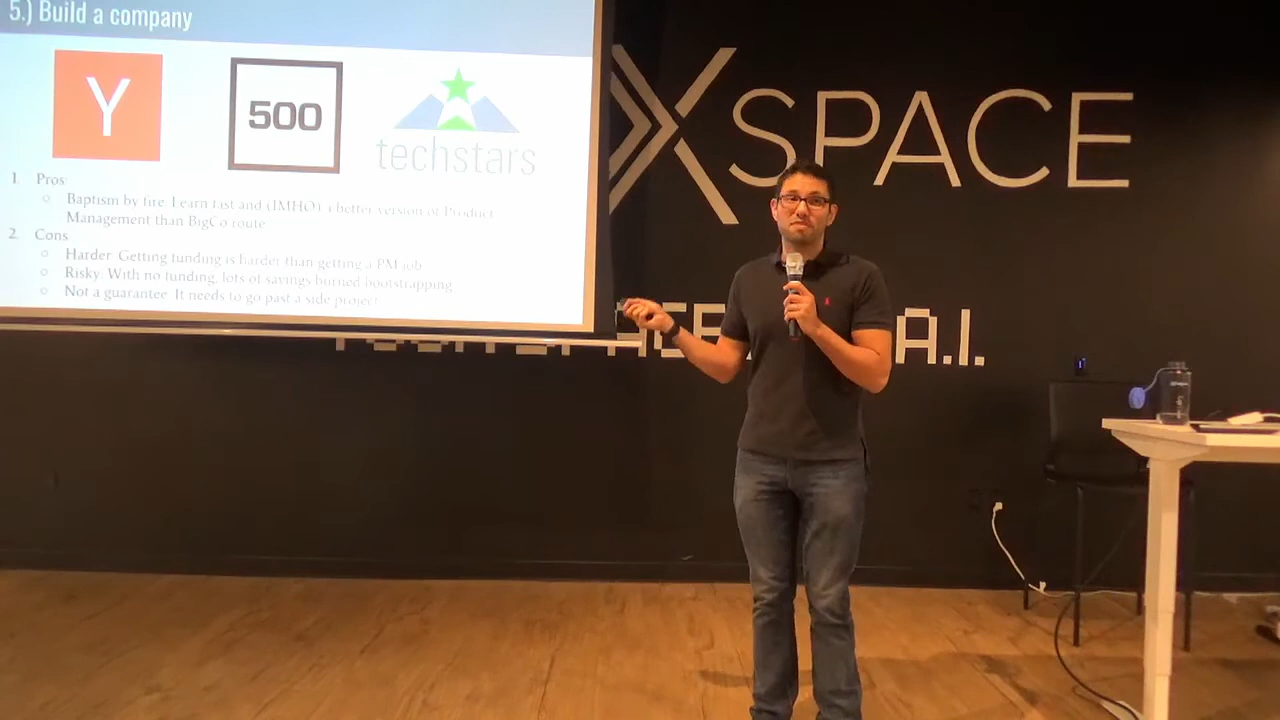 5.) Build a company
Y
500
techstars
1. Pros:
Baptism by fire. Learn fast and (IMHO) a better version of Product
Management than BigCo route
2. Cons
Harder: Getting funding is harder than getting a PM job
Risky: With no funding, lots of savings burned bootstrapping
Not a guarantee. It needs to go past a side project
XSPACE
A.I.